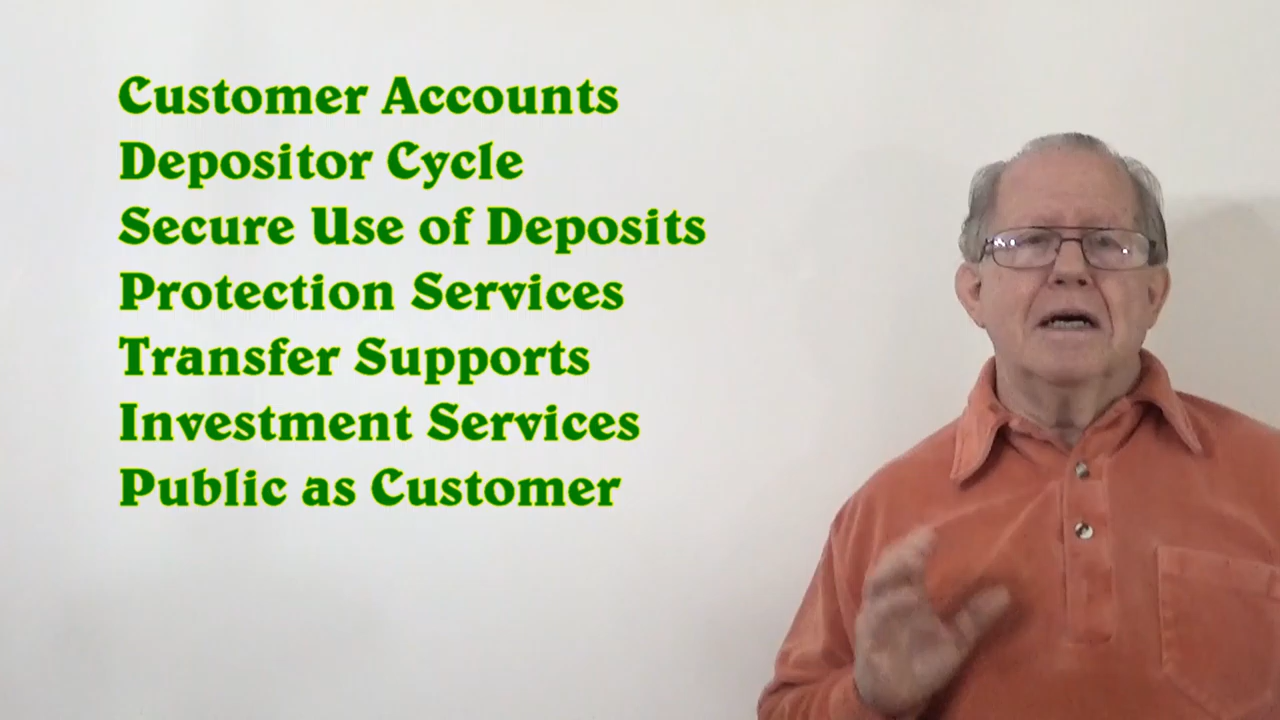 Customer Accounts
Depositor Cycle
Secure Use of Deposits
Protection Services
Transfer Supports
Investment Services
Public as Customer